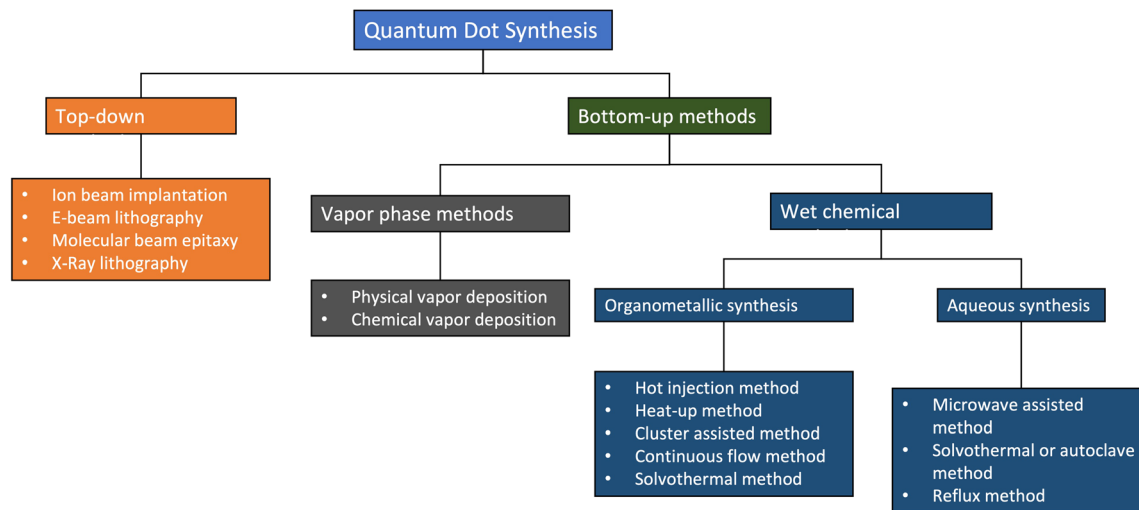 Quantum Dot Synthesis
Top-down
Bottom-up methods
• Ion beam implantation
• E-beam lithography
• Molecular beam epitaxy
• X-Ray lithography
Vapor phase methods
Wet chemical
• Physical vapor deposition
• Chemical vapor deposition
Organometallic synthesis
Aqueous synthesis
• Hot injection method
• Heat-up method
• Cluster assisted method
• Continuous flow method
• Solvothermal method
• Microwave assisted
method
• Solvothermal or autoclave
method
• Reflux method